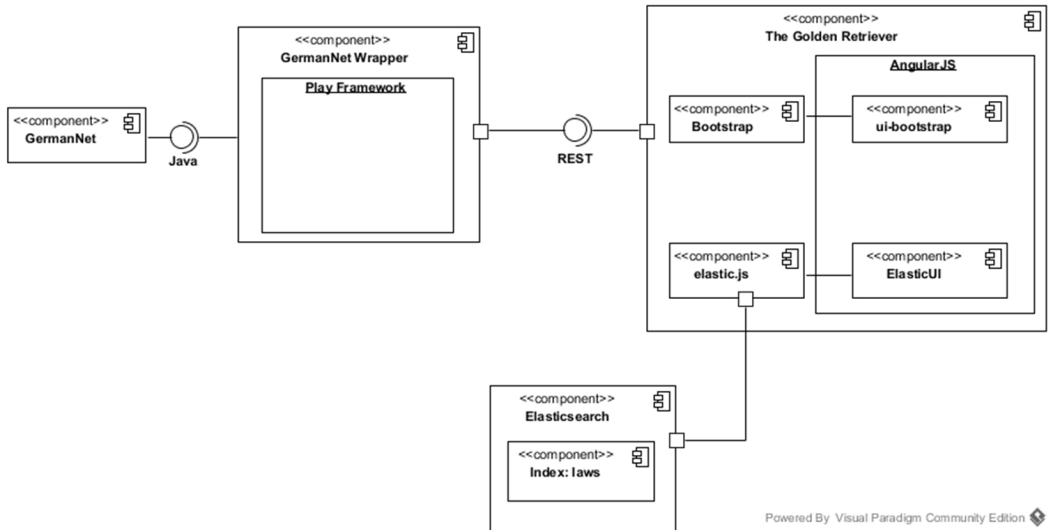 <<component>>
GermanNet
Java
<<component>>
GermanNet Wrapper
Play Framework
REST
<<component>>
The Golden Retriever
AngularJS
<<component>>
Bootstrap
<<component>>
ui-bootstrap
<<component>>
elastic.js
<<component>>
ElasticUI
<<component>>
Elasticsearch
<<component>>
Index: laws
Powered By Visual Paradigm Community Edition